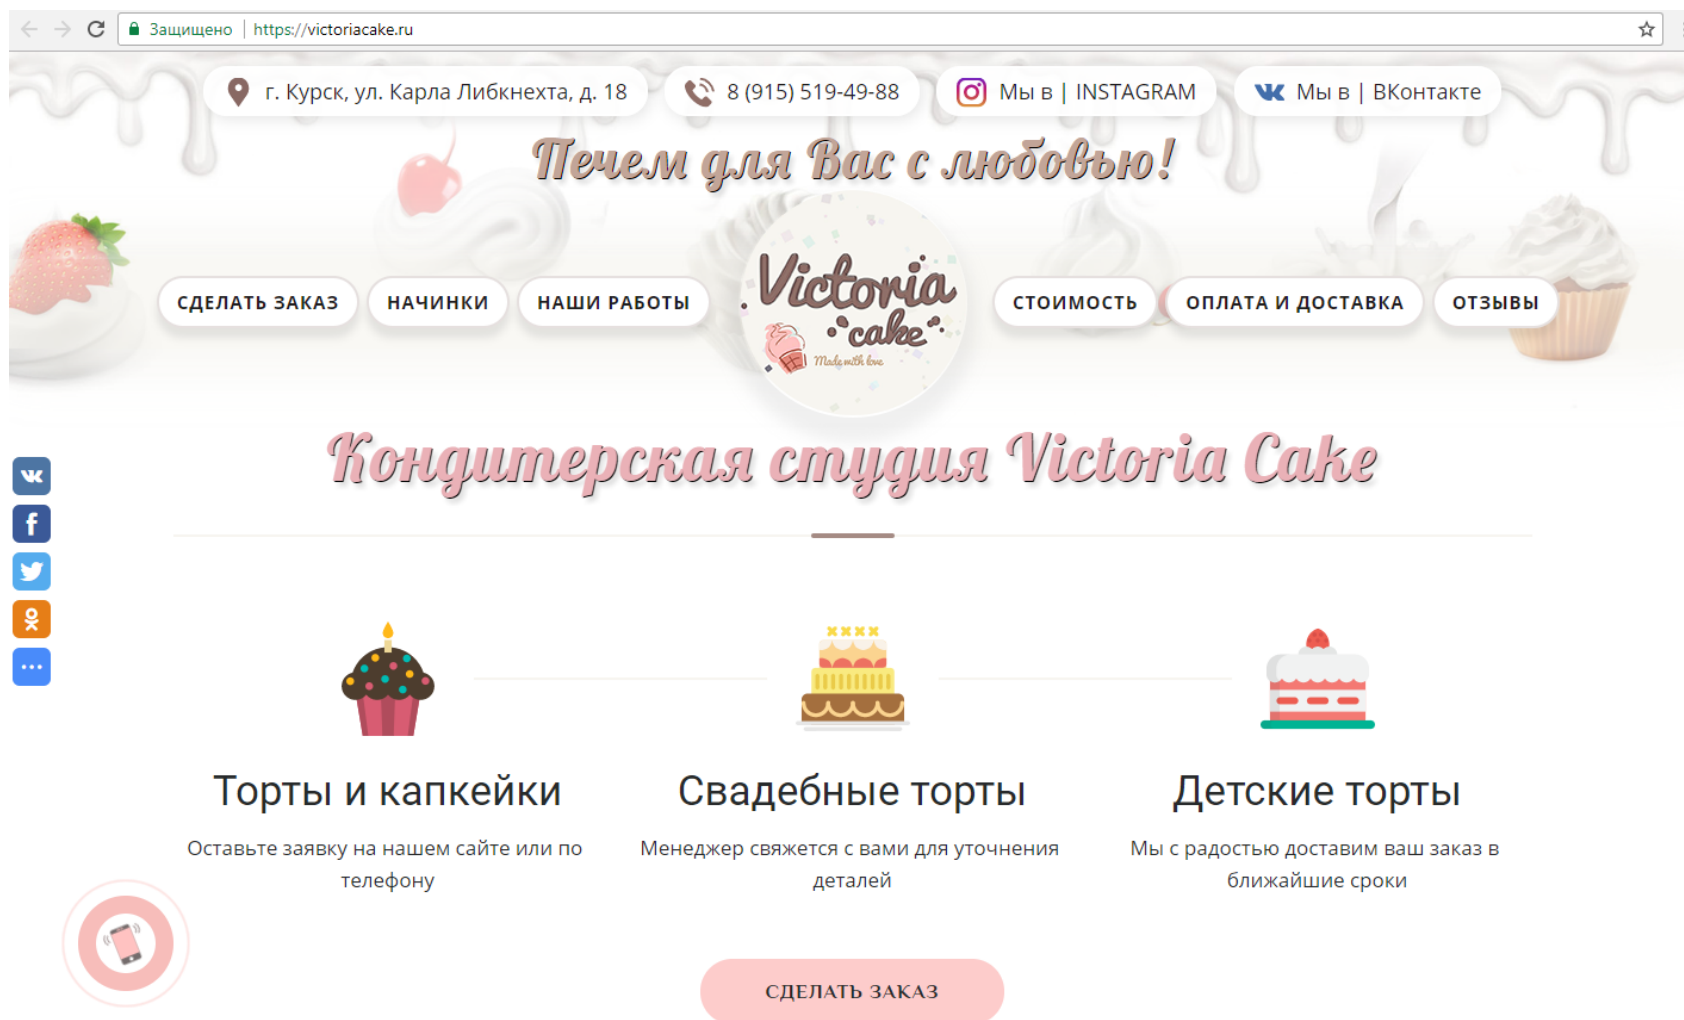 Защищено | https://victoriacake.ru
г. Курск, ул. Карла Либкнехта, д. 18
8 (915) 519-49-88
Мы в | INSTAGRAM
Мы в | ВКонтакте
Печем для Вас с любовью!
СДЕЛАТЬ ЗАКАЗ
НАЧИНКИ
НАШИ РАБОТЫ
Victoria
cake
Made with love
СТОИМОСТЬ
ОПЛАТА И ДОСТАВКА
ОТЗЫВЫ
Кондитерская студия Victoria Cake
Торты и капкейки
Оставьте заявку на нашем сайте или по
телефону
Свадебные торты
Менеджер свяжется с вами для уточнения
деталей
Детские торты
Мы с радостью доставим ваш заказ в
ближайшие сроки
СДЕЛАТЬ ЗАКАЗ